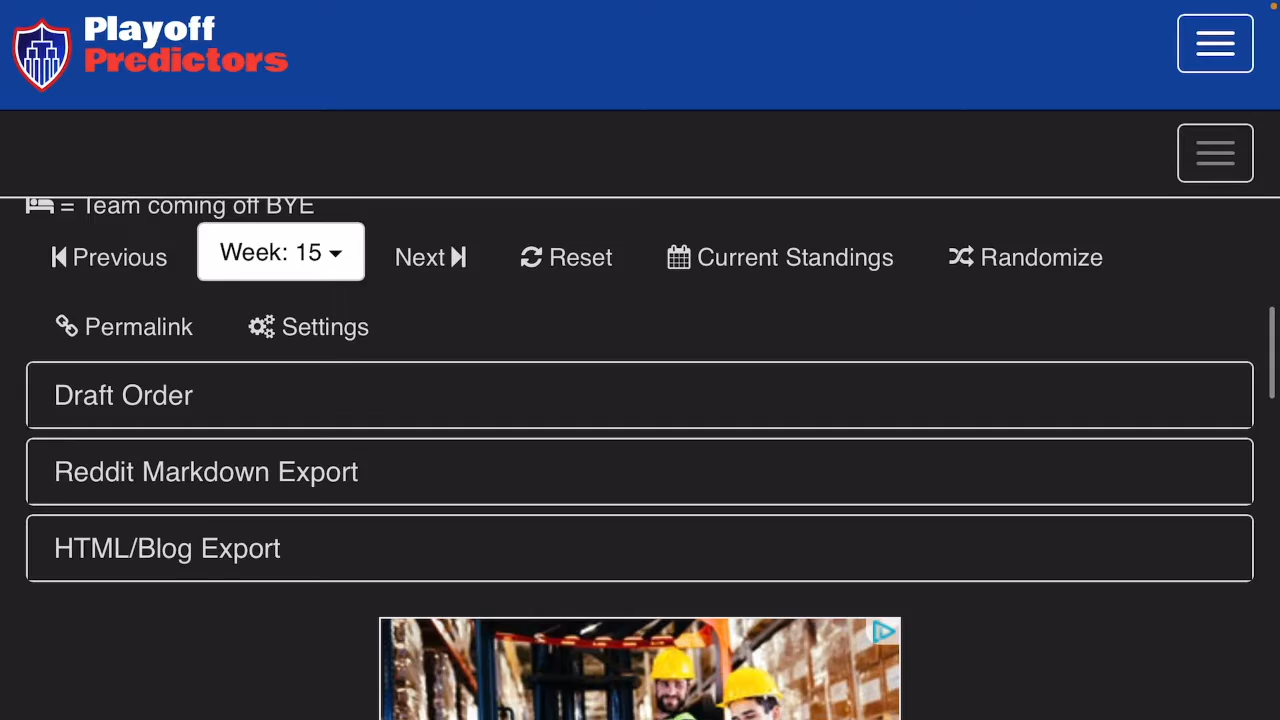 Playoff
Predictors
= Team coming off BYE
Previous Week: 15 Next Reset Current Standings Randomize
Permalink Settings
Draft Order
Reddit Markdown Export
HTML/Blog Export